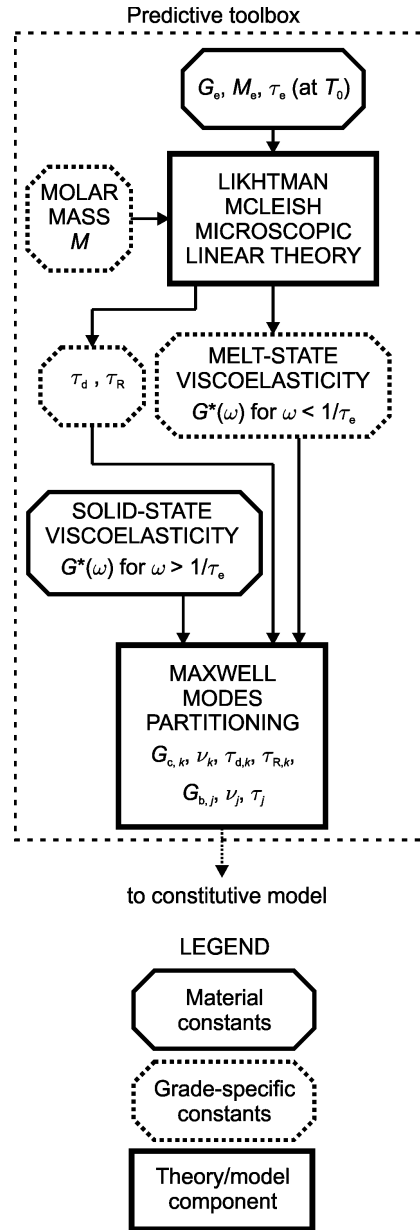 Predictive toolbox
Gₑ, Mₑ, τₑ (at T₀)
LIKHTMAN
MCLEISH
MICROSCOPIC
LINEAR THEORY
MOLAR
MASS
M
τ_d , τ_R
MELT-STATE
VISCOELASTICITY
G*(ω) for ω < 1/τₑ
SOLID-STATE
VISCOELASTICITY
G*(ω) for ω > 1/τₑ
MAXWELL
MODES
PARTITIONING
G_c,k, ν_k, τ_d,k, τ_R,k,
G_b,j, ν_j, τ_j
to constitutive model
LEGEND
Material
constants
Grade-specific
constants
Theory/model
component